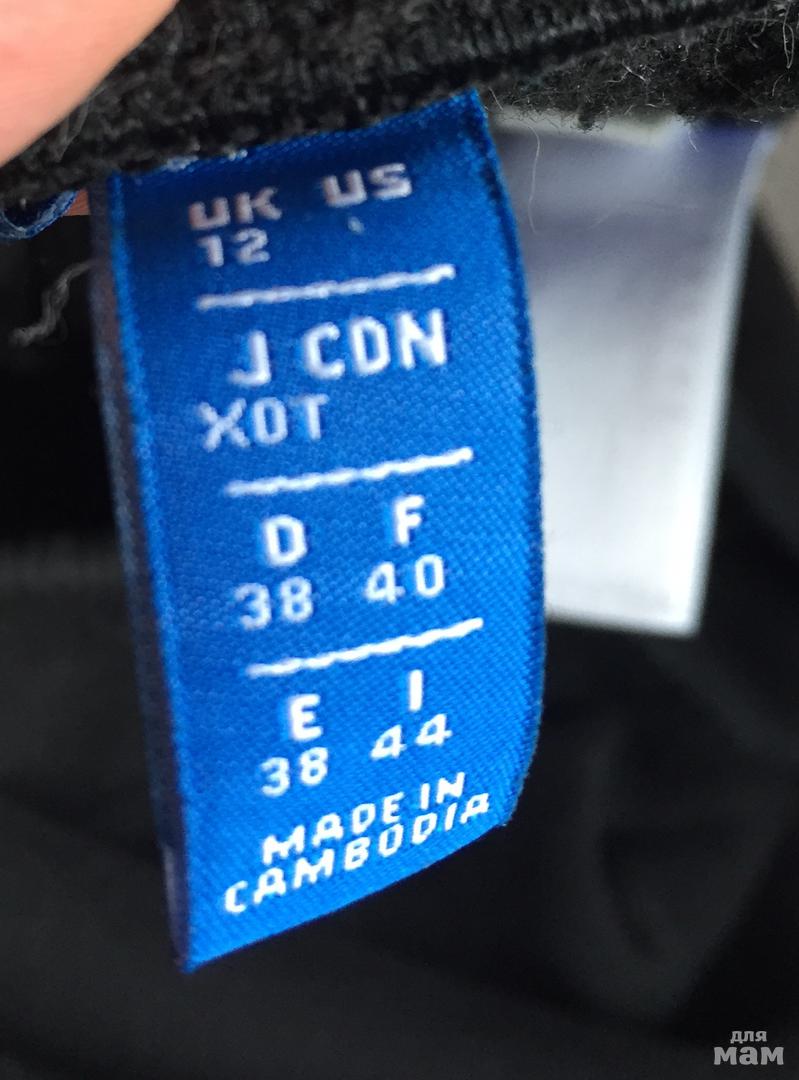 UK US
12
J CDN
XOT
D F
38 40
E I
38 44
MADE IN
CAMBODIA
для
мам